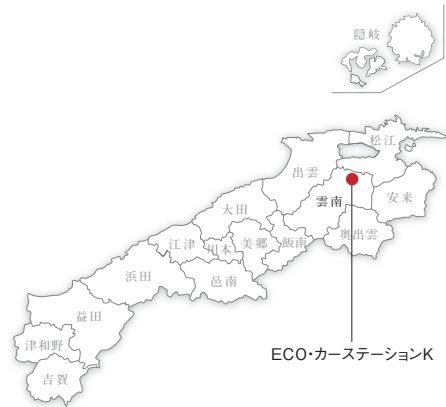 隠岐
松江
出雲
安来
雲南
大田
奥出雲
江津
川本
美郷
飯南
浜田
邑南
益田
津和野
吉賀
ECO・カーステーションK